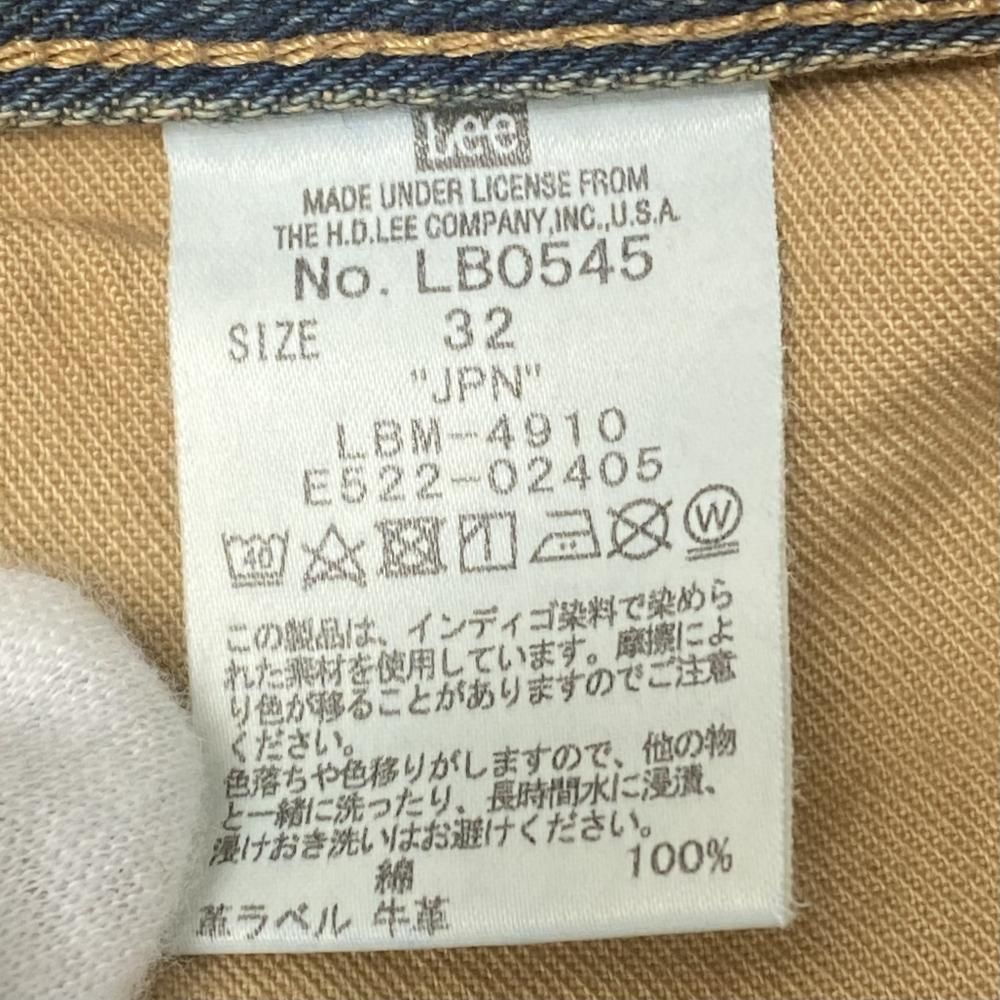 Lee
MADE UNDER LICENSE FROM
THE H.D.LEE COMPANY,INC.,U.S.A.
No. LB0545
SIZE 32
"JPN"
LBM-4910
E522-02405
40 W
この製品は、インディゴ染料で染めら
れた素材を使用しています。摩擦によ
り色が移ることがありますのでご注意
ください。
色落ちや色移りがしますので、他の物
と一緒に洗ったり、長時間水に浸漬、
浸けおき洗いはお避けください。
綿 100%
革ラベル 牛革